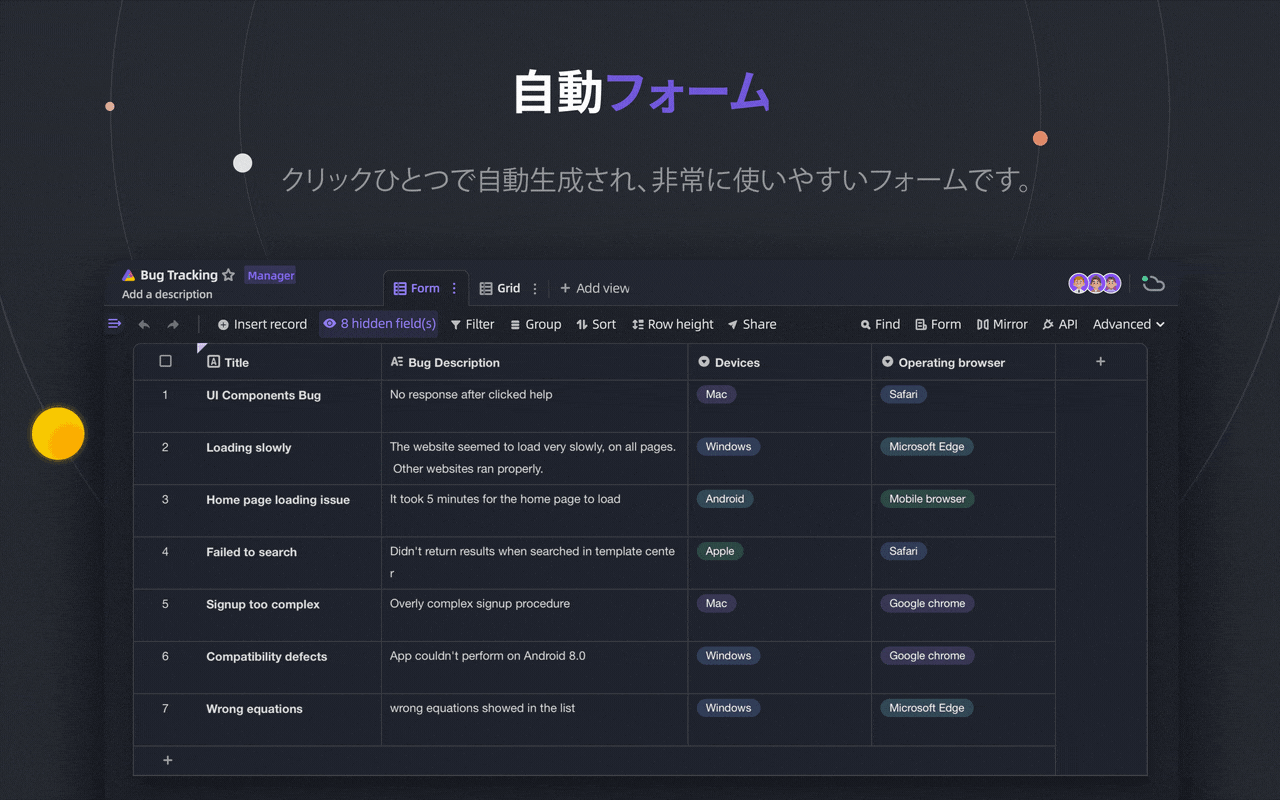 自動フォーム
クリックひとつで自動生成され、非常に使いやすいフォームです。
Bug Tracking Manager
Add a description
Form Grid + Add view
Insert record 8 hidden field(s) Filter Group Sort Row height Share Find Form Mirror API Advanced
Title Bug Description Devices Operating browser +
1 UI Components Bug No response after clicked help Mac Safari
2 Loading slowly The website seemed to load very slowly, on all pages. Windows Microsoft Edge
Other websites ran properly.
3 Home page loading issue It took 5 minutes for the home page to load Android Mobile browser
4 Failed to search Didn't return results when searched in template cente Apple Safari
r
5 Signup too complex Overly complex signup procedure Mac Google chrome
6 Compatibility defects App couldn't perform on Android 8.0 Windows Google chrome
7 Wrong equations wrong equations showed in the list Windows Microsoft Edge
+